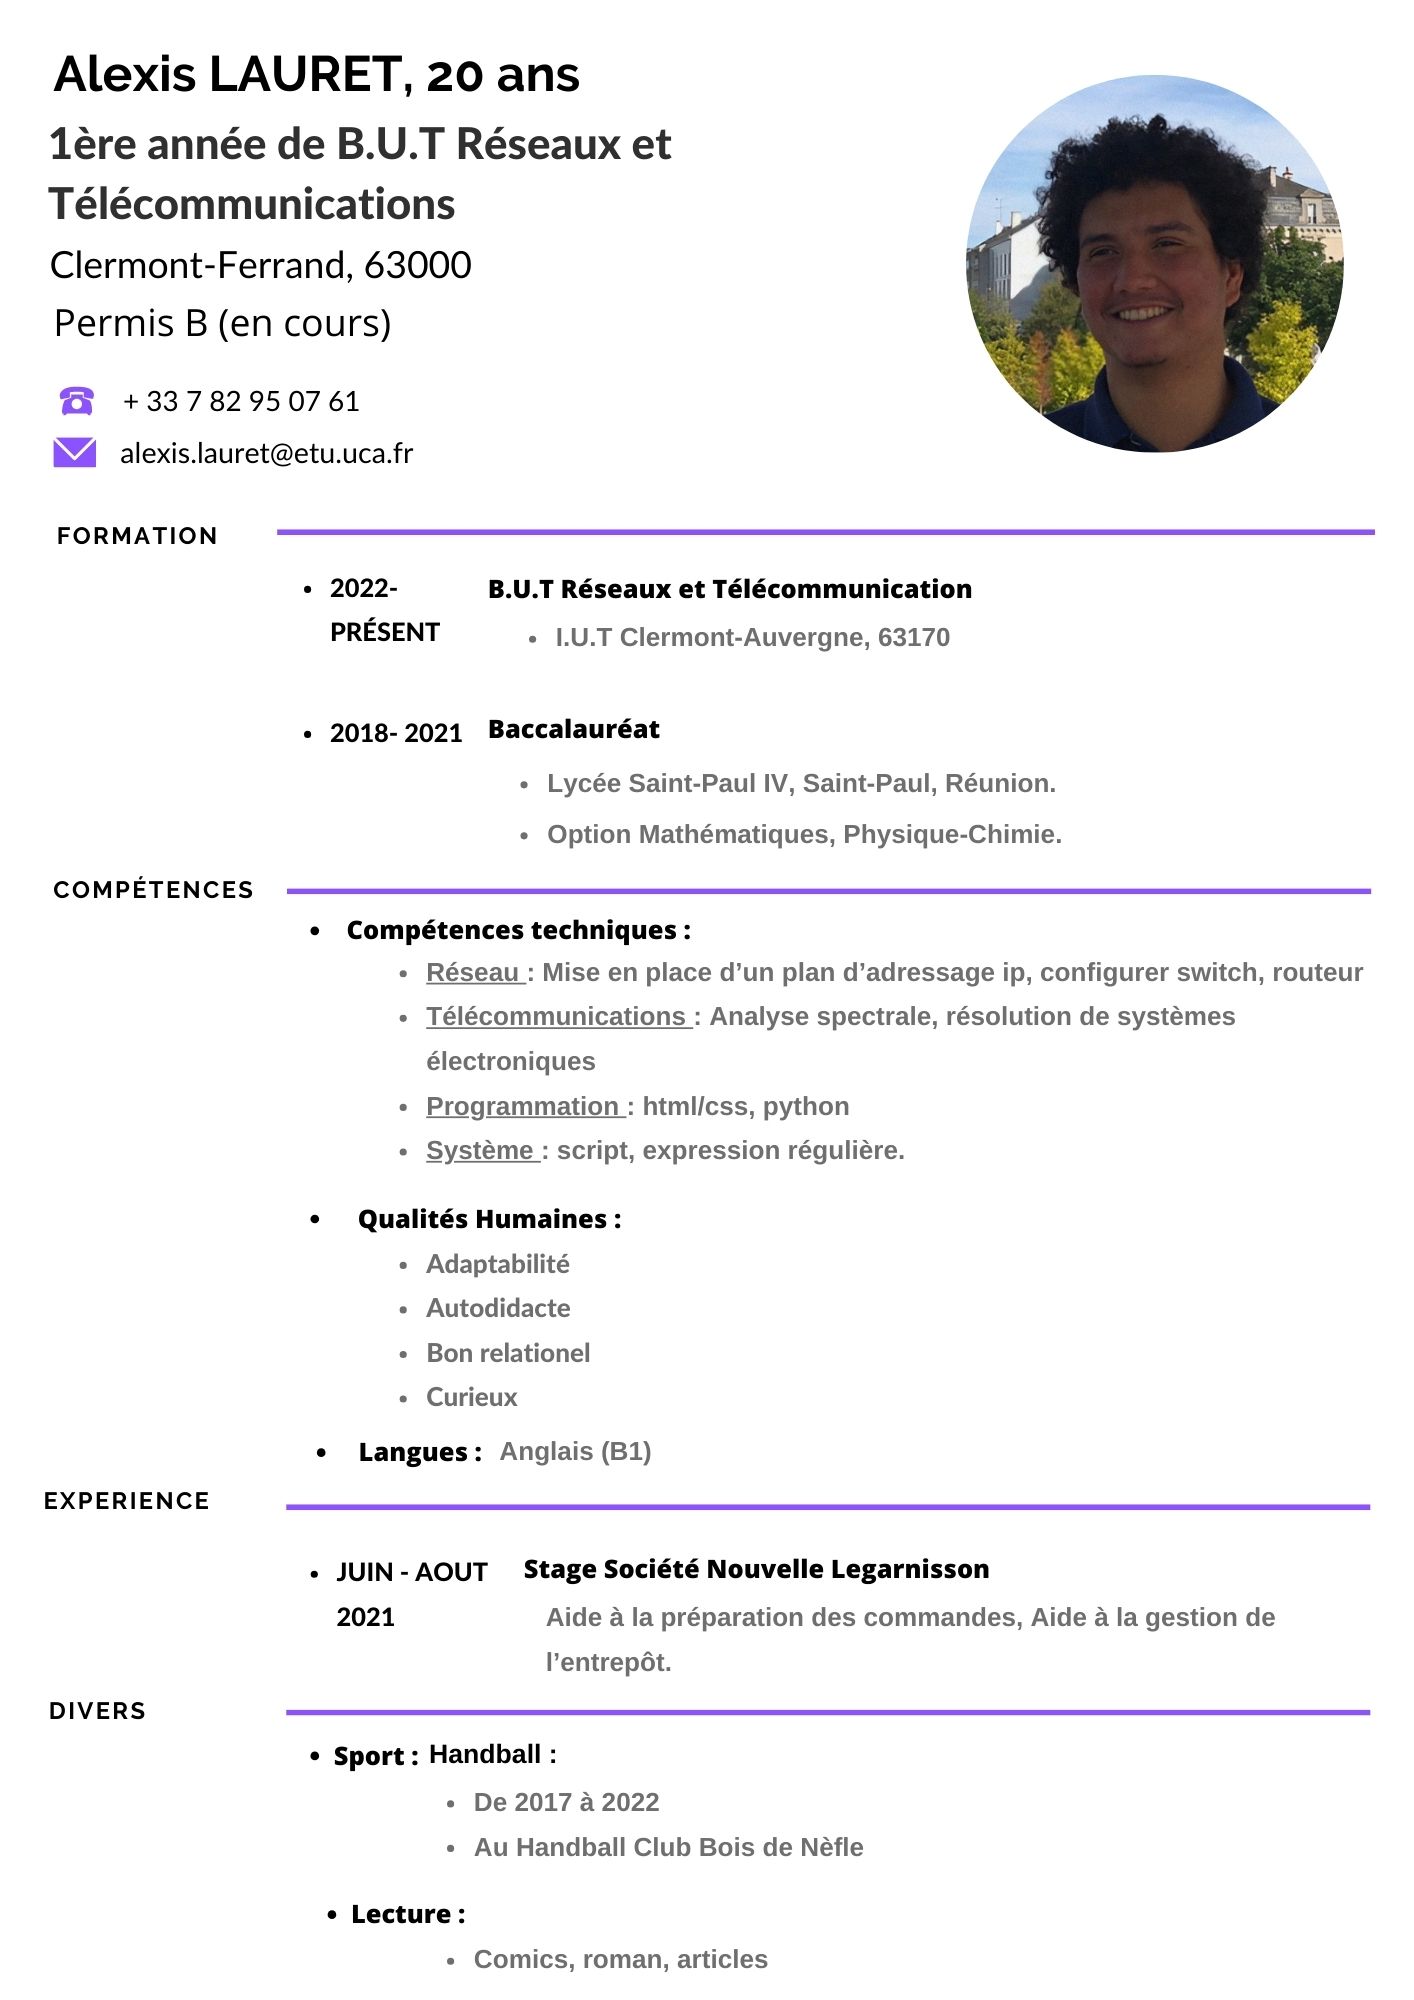 Alexis LAURET, 20 ans
1ère année de B.U.T Réseaux et
Télécommunications
Clermont-Ferrand, 63000
Permis B (en cours)
+ 33 7 82 95 07 61
alexis.lauret@etu.uca.fr
FORMATION
• 2022- B.U.T Réseaux et Télécommunication
PRÉSENT
• I.U.T Clermont-Auvergne, 63170
• 2018- 2021 Baccalauréat
• Lycée Saint-Paul IV, Saint-Paul, Réunion.
• Option Mathématiques, Physique-Chimie.
COMPÉTENCES
• Compétences techniques :
• Réseau : Mise en place d’un plan d’adressage ip, configurer switch, routeur
• Télécommunications : Analyse spectrale, résolution de systèmes
électroniques
• Programmation : html/css, python
• Système : script, expression régulière.
• Qualités Humaines :
• Adaptabilité
• Autodidacte
• Bon relationel
• Curieux
• Langues : Anglais (B1)
EXPERIENCE
• JUIN - AOUT Stage Société Nouvelle Legarnisson
2021
Aide à la préparation des commandes, Aide à la gestion de
l’entrepôt.
DIVERS
• Sport : Handball :
• De 2017 à 2022
• Au Handball Club Bois de Nèfle
• Lecture :
• Comics, roman, articles